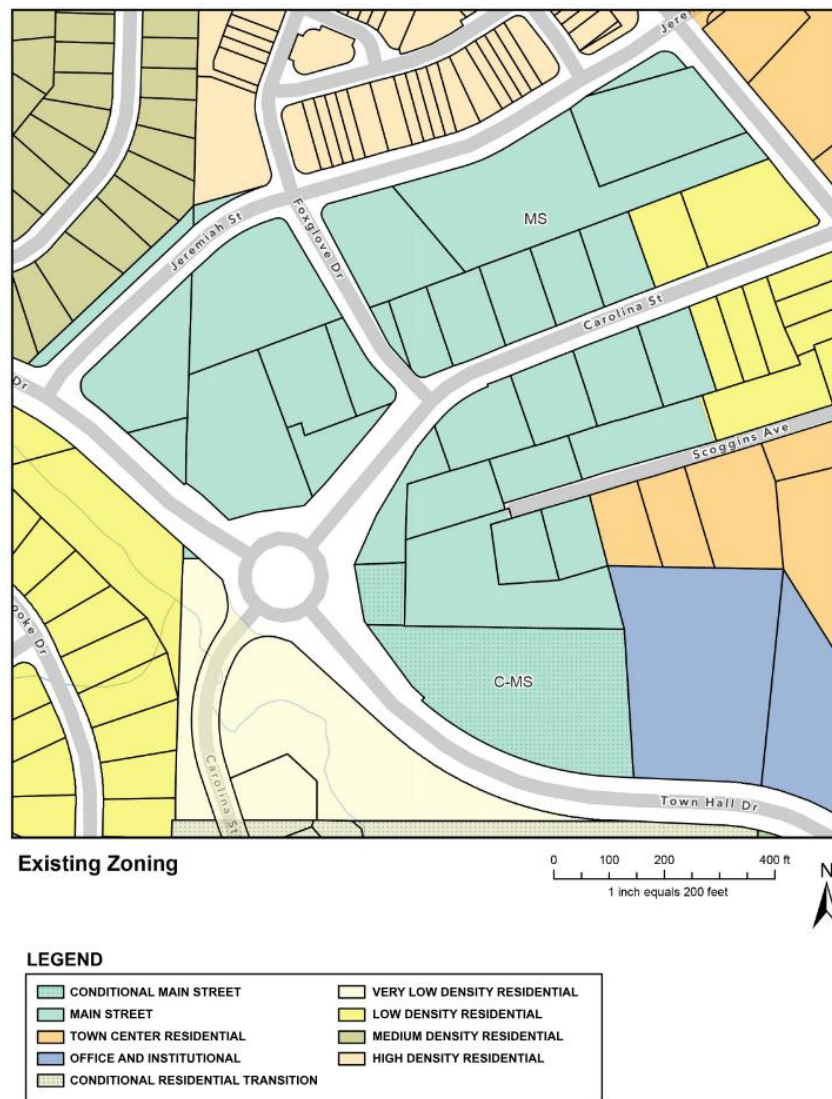 Jere
MS
Jeremiah St
Foxglove Dr
Carolina St
Dr
Scoggins Ave
ooke Dr
C-MS
Carolina St
Town Hall Dr
Existing Zoning
0 100 200 400 ft
1 inch equals 200 feet
N
LEGEND
CONDITIONAL MAIN STREET
MAIN STREET
TOWN CENTER RESIDENTIAL
OFFICE AND INSTITUTIONAL
CONDITIONAL RESIDENTIAL TRANSITION
VERY LOW DENSITY RESIDENTIAL
LOW DENSITY RESIDENTIAL
MEDIUM DENSITY RESIDENTIAL
HIGH DENSITY RESIDENTIAL